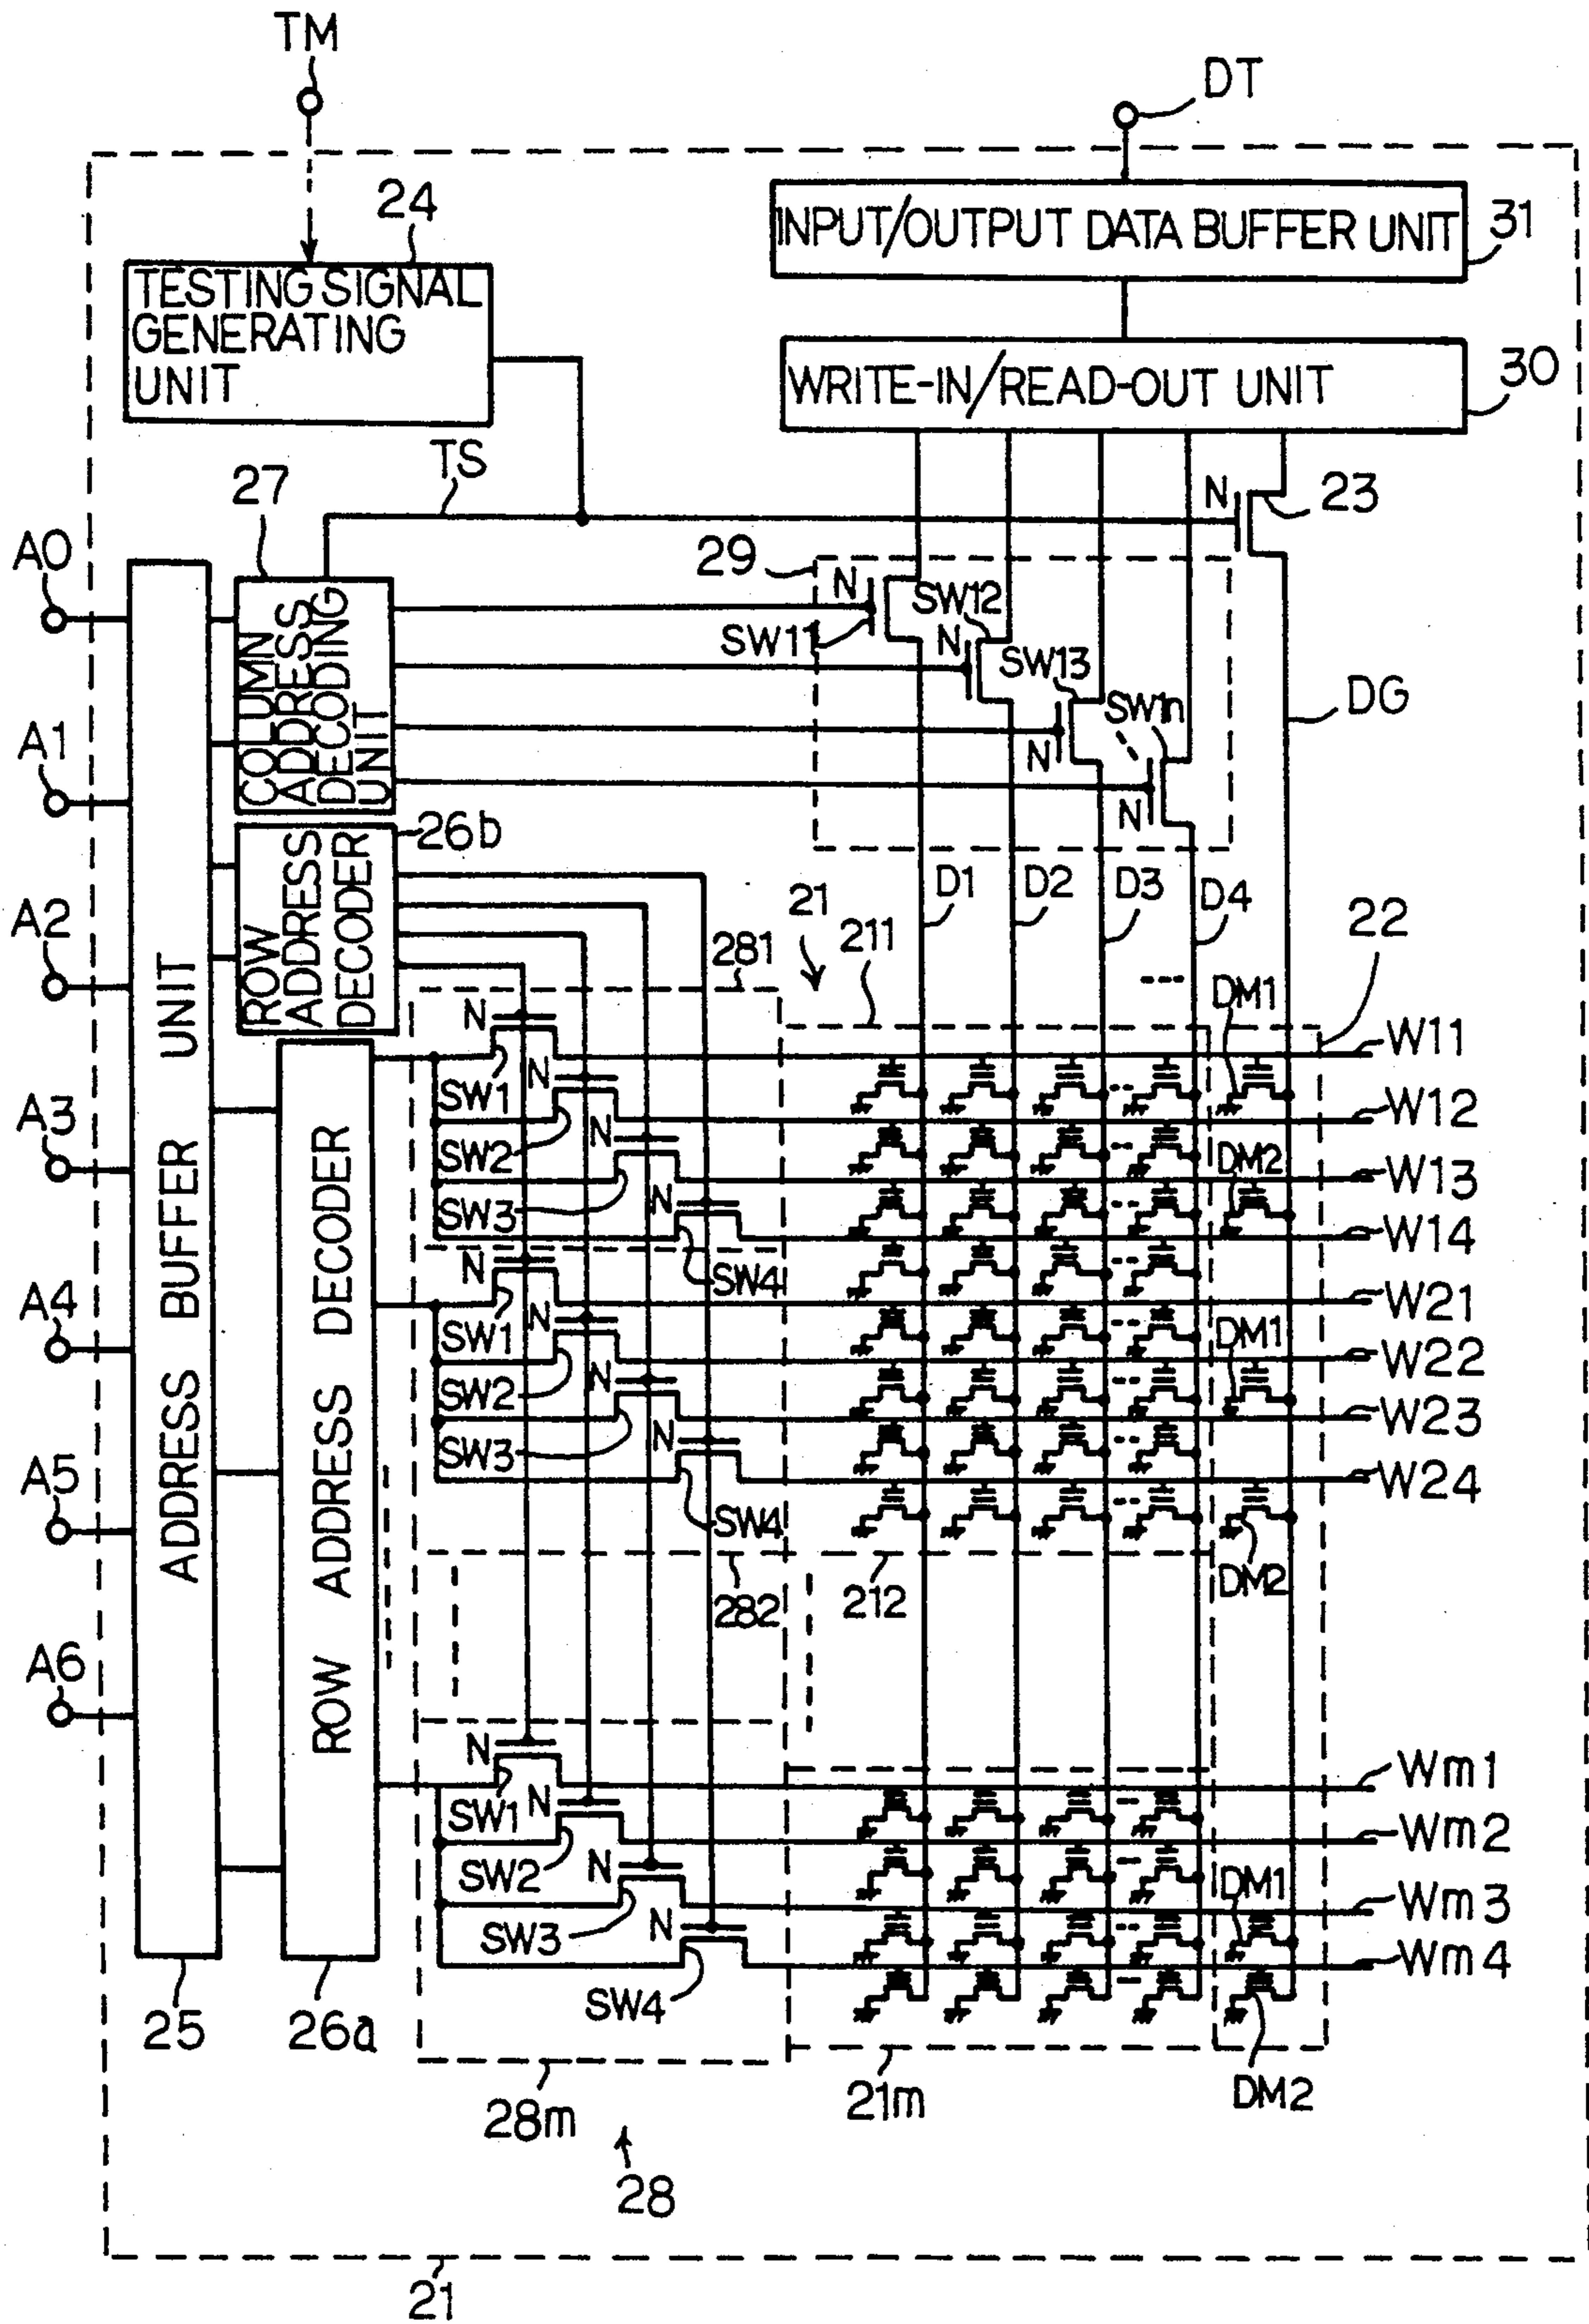 TM
DT
24
INPUT/OUTPUT DATA BUFFER UNIT
31
TESTING SIGNAL
GENERATING
UNIT
WRITE-IN/READ-OUT UNIT
30
TS
27
N
23
A0
29
N
SW12
SW11
N
SW13
COLUMN
ADDRESS
DECODING
UNIT
SW1n
DG
A1
N
N
26b
ROW
ADDRESS
DECODER
D1
D2
D3
D4
A2
21
211
22
281
DM1
N
W11
SW1
N
A3
W12
SW2
N
DM2
W13
SW3
N
W14
N
SW4
A4
SW1
N
W21
DM1
SW2
N
W22
SW3
N
W23
A5
W24
SW4
DM2
282
212
A6
ADDRESS BUFFER UNIT
ROW ADDRESS DECODER
N
Wm1
SW1
N
SW2
Wm2
N
DM1
SW3
N
Wm3
Wm4
SW4
25
26a
28m
21m
DM2
28
21